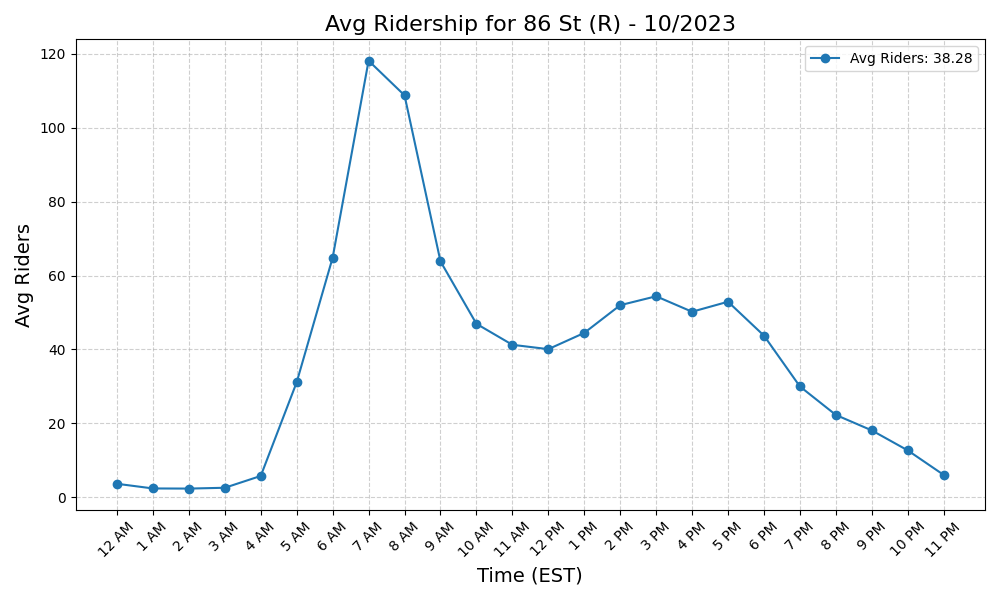 Avg Ridership for 86 St (R) - 10/2023
Avg Riders: 38.28
Avg Riders
120
100
80
60
40
20
0
12 AM
1 AM
2 AM
3 AM
4 AM
5 AM
6 AM
7 AM
8 AM
9 AM
10 AM
11 AM
12 PM
1 PM
2 PM
3 PM
4 PM
5 PM
6 PM
7 PM
8 PM
9 PM
10 PM
11 PM
Time (EST)